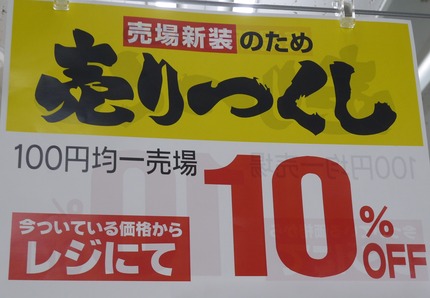 売場新装のため
売りつくし
100円均一売場
今ついている価格から
レジにて
10%
OFF